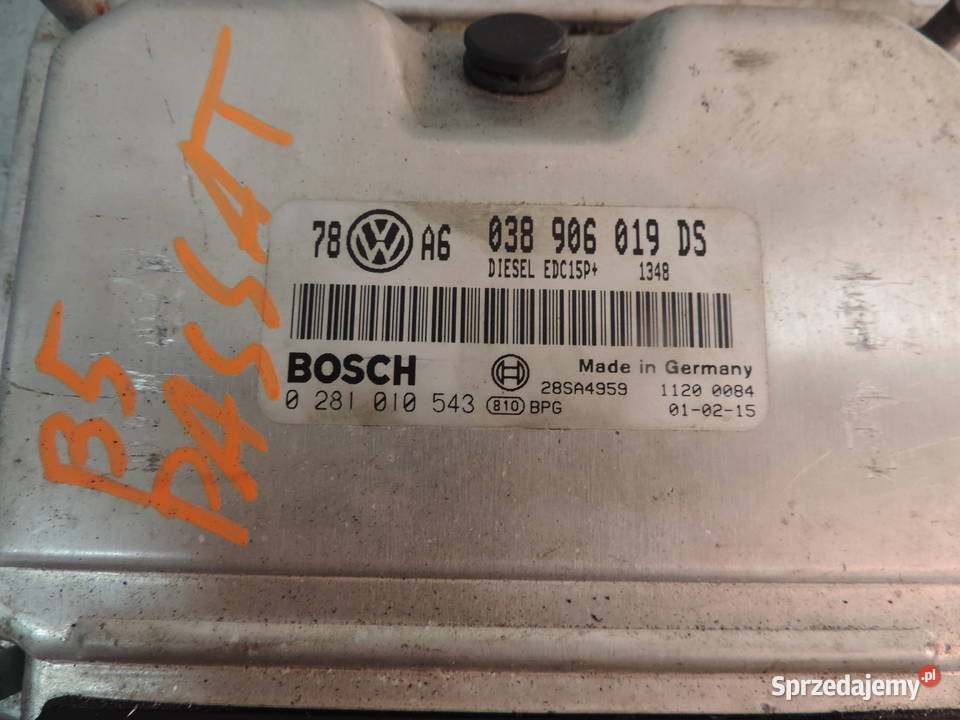 B5
PASSAT
78 A6 038 906 019 DS
DIESEL EDC15P+ 1348
BOSCH
Made in Germany
28SA4959 1120 0084
0 281 010 543 810 BPG 01-02-15
Sprzedajemy.pl